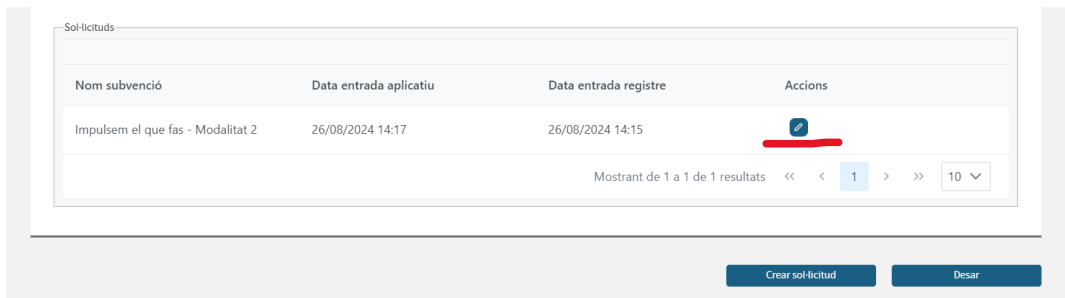 Sol·licituds
Nom subvenció Data entrada aplicatiu Data entrada registre Accions
Impulsem el que fas - Modalitat 2 26/08/2024 14:17 26/08/2024 14:15
Mostrant de 1 a 1 de 1 resultats << < 1 > >> 10
Crear sol·licitud Desar